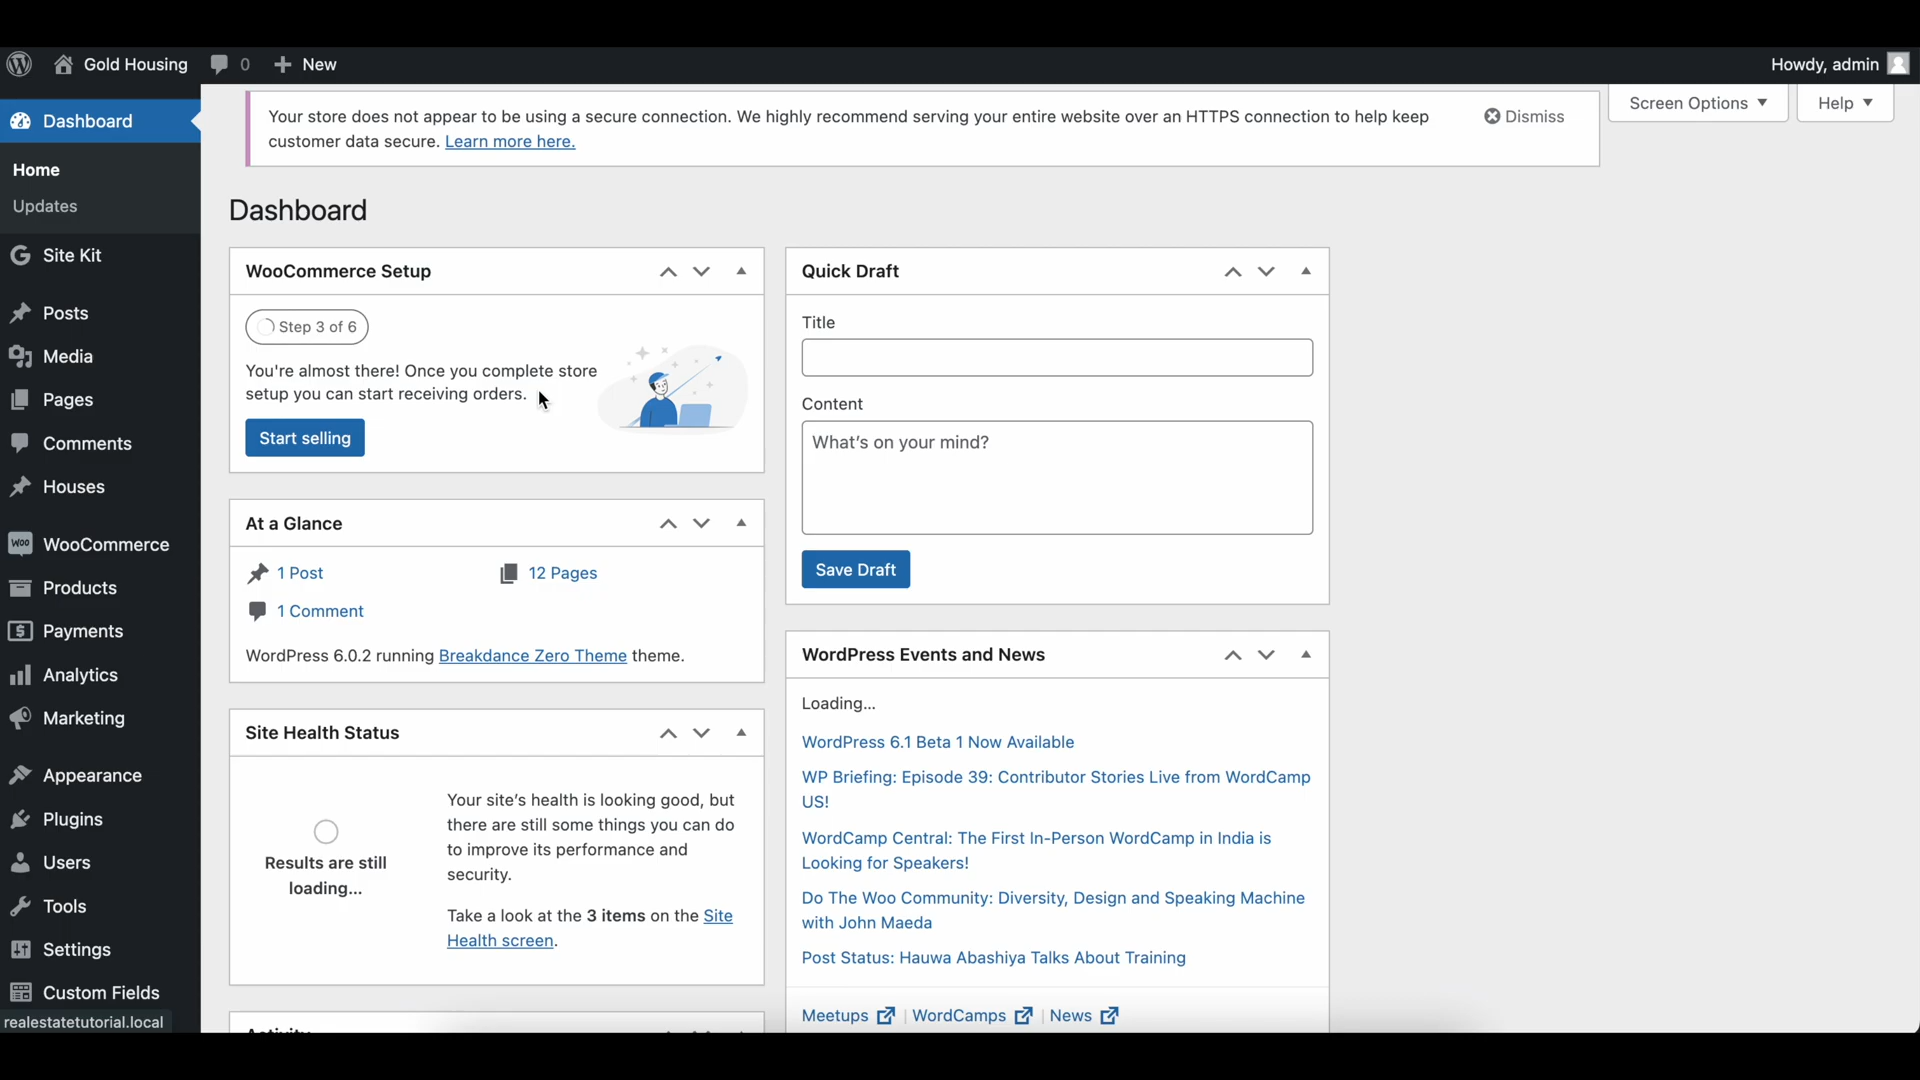 Gold Housing
0
New
Howdy, admin
Dashboard
Home
Updates
Site Kit
Posts
Media
Pages
Comments
Houses
WooCommerce
Products
Payments
Analytics
Marketing
Appearance
Plugins
Users
Tools
Settings
Custom Fields
realestatetutorial.local
Your store does not appear to be using a secure connection. We highly recommend serving your entire website over an HTTPS connection to help keep
customer data secure. Learn more here.
Dismiss
Screen Options
Help
Dashboard
WooCommerce Setup
Step 3 of 6
You're almost there! Once you complete store
setup you can start receiving orders.
Start selling
At a Glance
1 Post
12 Pages
1 Comment
WordPress 6.0.2 running Breakdance Zero Theme theme.
Site Health Status
Results are still
loading...
Your site's health is looking good, but
there are still some things you can do
to improve its performance and
security.
Take a look at the 3 items on the Site
Health screen.
Quick Draft
Title
Content
What's on your mind?
Save Draft
WordPress Events and News
Loading...
WordPress 6.1 Beta 1 Now Available
WP Briefing: Episode 39: Contributor Stories Live from WordCamp
US!
WordCamp Central: The First In-Person WordCamp in India is
Looking for Speakers!
Do The Woo Community: Diversity, Design and Speaking Machine
with John Maeda
Post Status: Hauwa Abashiya Talks About Training
Meetups | WordCamps | News